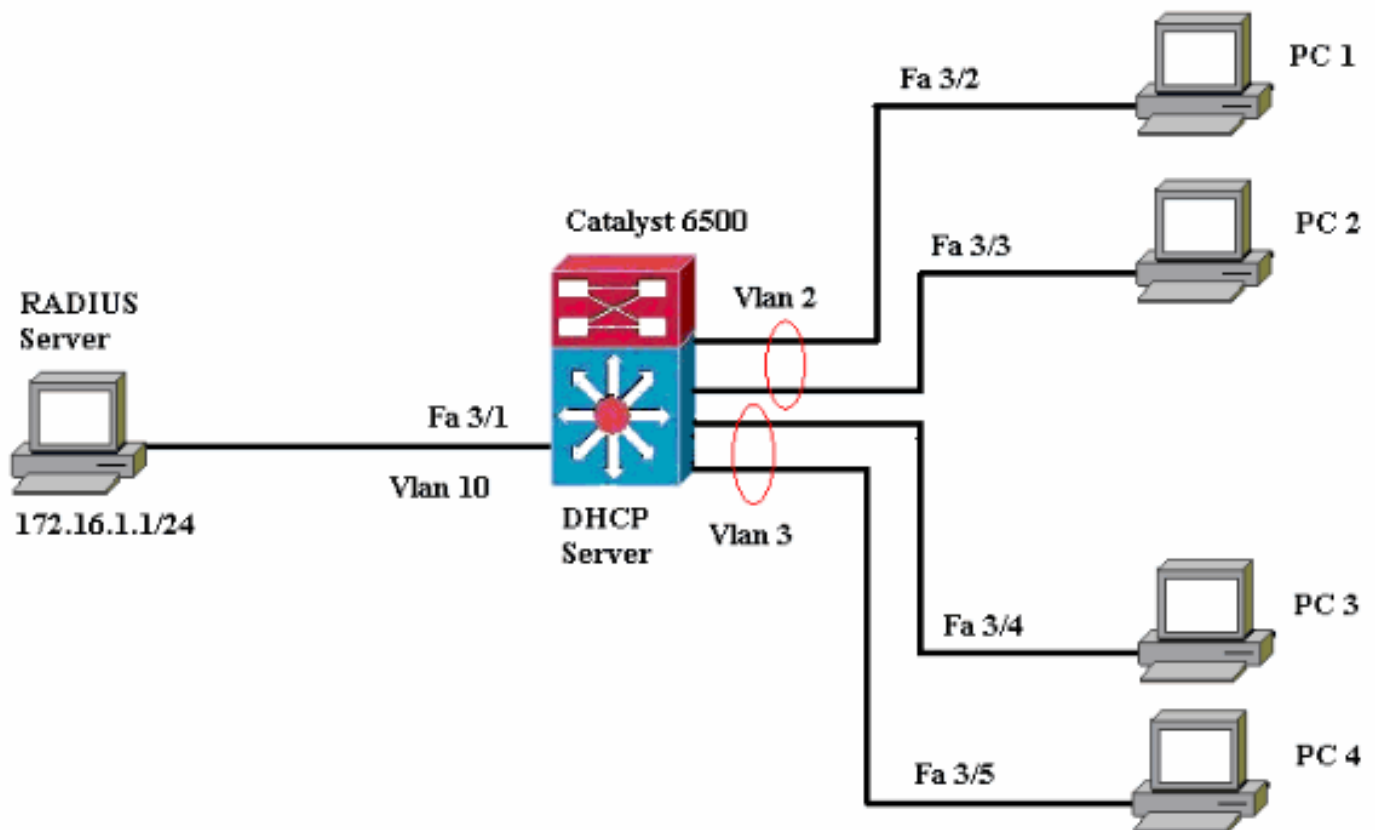 PC 1
Fa 3/2
PC 2
Catalyst 6500
Fa 3/3
Vlan 2
RADIUS
Server
Fa 3/1
Vlan 10
172.16.1.1/24
DHCP
Server
Vlan 3
PC 3
Fa 3/4
PC 4
Fa 3/5